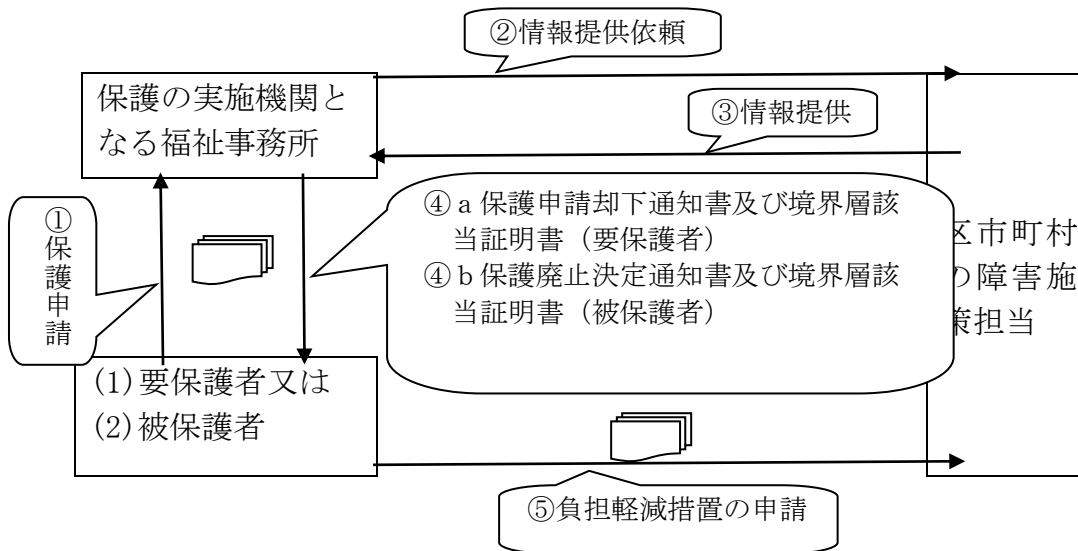 ②情報提供依頼
保護の実施機関と
なる福祉事務所
③情報提供
①
保
護
申
請
④a 保護申請却下通知書及び境界層該
当証明書（要保護者）
④b 保護廃止決定通知書及び境界層該
当証明書（被保護者）
区市町村
の障害施
策担当
(1)要保護者又は
(2)被保護者
⑤負担軽減措置の申請